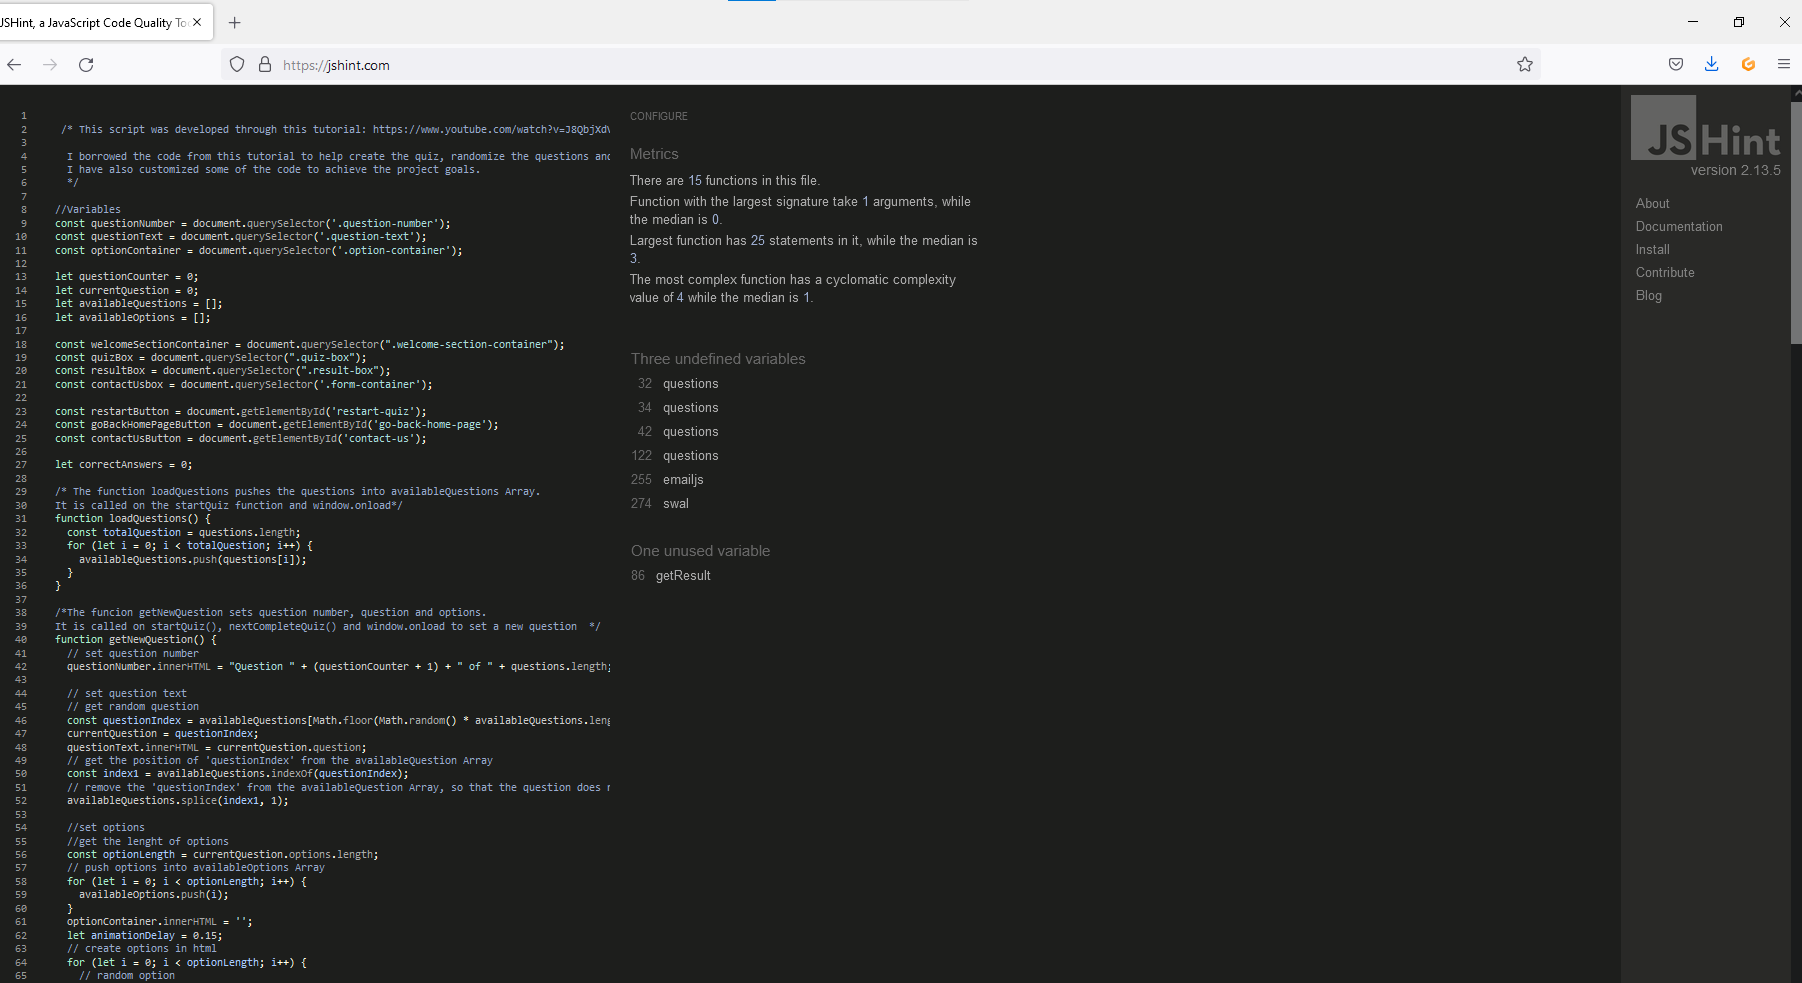 JSHint, a JavaScript Code Quality To
https://jshint.com
1
2 /* This script was developed through this tutorial: https://www.youtube.com/watch?v=J8QbjXd
3
4 I borrowed the code from this tutorial to help create the quiz, randomize the questions and
5 I have also customized some of the code to achieve the project goals.
6 */
7
8 //Variables
9 const questionNumber = document.querySelector('.question-number');
10 const questionText = document.querySelector('.question-text');
11 const optionContainer = document.querySelector('.option-container');
12
13 let questionCounter = 0;
14 let currentQuestion = 0;
15 let availableQuestions = [];
16 let availableOptions = [];
17
18 const welcomeSectionContainer = document.querySelector(".welcome-section-container");
19 const quizBox = document.querySelector(".quiz-box");
20 const resultBox = document.querySelector(".result-box");
21 const contactUsbox = document.querySelector('.form-container');
22
23 const restartButton = document.getElementById('restart-quiz');
24 const goBackHomePageButton = document.getElementById('go-back-home-page');
25 const contactUsButton = document.getElementById('contact-us');
26
27 let correctAnswers = 0;
28
29 /* The function loadQuestions pushes the questions into availableQuestions Array.
30 It is called on the startQuiz function and window.onload*/
31 function loadQuestions() {
32 const totalQuestion = questions.length;
33 for (let i = 0; i < totalQuestion; i++) {
34 availableQuestions.push(questions[i]);
35 }
36 }
37
38 /*The funcion getNewQuestion sets question number, question and options.
39 It is called on startQuiz(), nextCompleteQuiz() and window.onload to set a new question */
40 function getNewQuestion() {
41 // set question number
42 questionNumber.innerHTML = "Question " + (questionCounter + 1) + " of " + questions.length;
43
44 // set question text
45 // get random question
46 const questionIndex = availableQuestions[Math.floor(Math.random() * availableQuestions.leng
47 currentQuestion = questionIndex;
48 questionText.innerHTML = currentQuestion.question;
49 // get the position of 'questionIndex' from the availableQuestion Array
50 const index1 = availableQuestions.indexOf(questionIndex);
51 // remove the 'questionIndex' from the availableQuestion Array, so that the question does
52 availableQuestions.splice(index1, 1);
53
54 //set options
55 //get the lenght of options
56 const optionLength = currentQuestion.options.length;
57 // push options into availableOptions Array
58 for (let i = 0; i < optionLength; i++) {
59 availableOptions.push(i);
60 }
61 optionContainer.innerHTML = '';
62 let animationDelay = 0.15;
63 // create options in html
64 for (let i = 0; i < optionLength; i++) {
65 // random option
CONFIGURE
Metrics
There are 15 functions in this file.
Function with the largest signature take 1 arguments, while
the median is 0.
Largest function has 25 statements in it, while the median is
3.
The most complex function has a cyclomatic complexity
value of 4 while the median is 1.
Three undefined variables
32 questions
34 questions
42 questions
122 questions
255 emailjs
274 swal
One unused variable
86 getResult
JSHint
version 2.13.5
About
Documentation
Install
Contribute
Blog